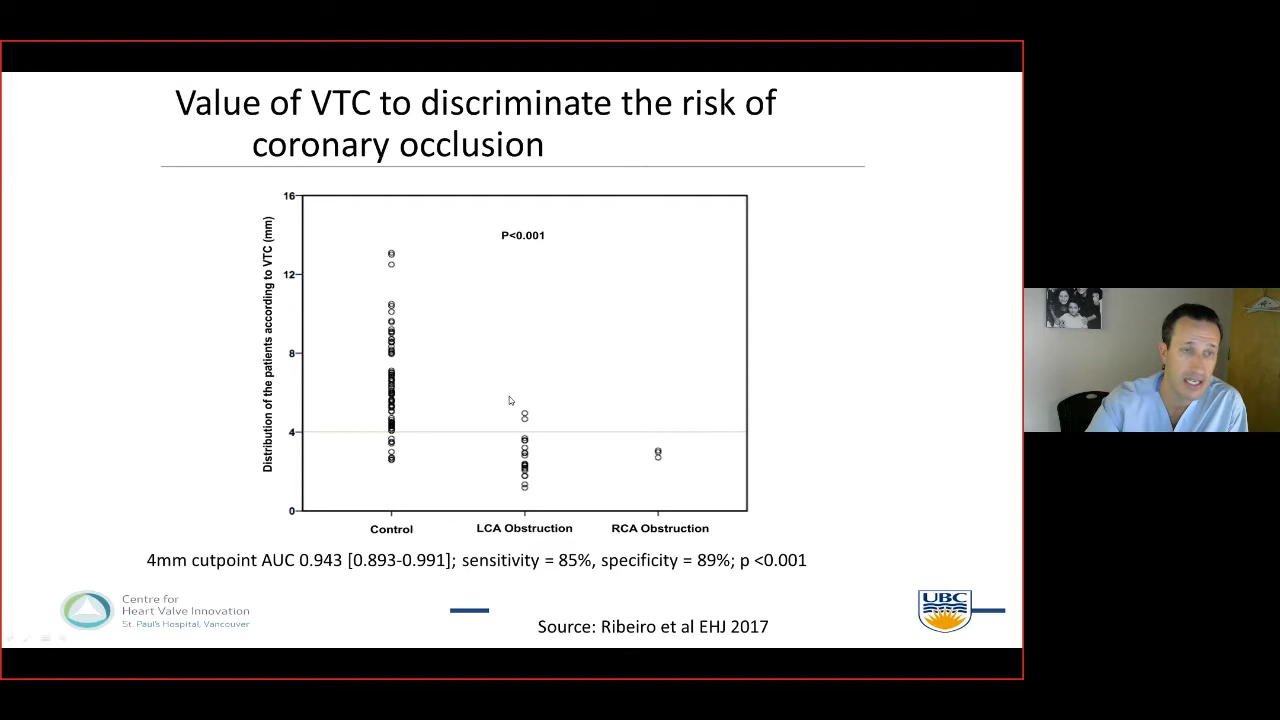 Value of VTC to discriminate the risk of
coronary occlusion
Distribution of the patients according to VTC (mm)
16
12
8
4
0
P<0.001
Control
LCA Obstruction
RCA Obstruction
4mm cutpoint AUC 0.943 [0.893-0.991]; sensitivity = 85%, specificity = 89%; p <0.001
Centre for
Heart Valve Innovation
St. Paul's Hospital, Vancouver
UBC
Source: Ribeiro et al EHJ 2017